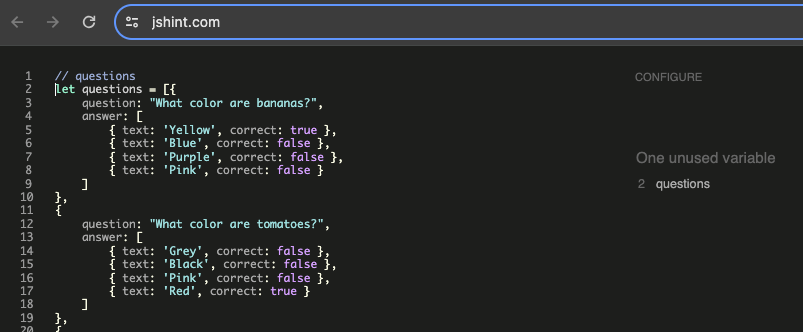 jshint.com
CONFIGURE
1 // questions
2 let questions = [{
3 question: "What color are bananas?",
4 answer: [
5 { text: 'Yellow', correct: true },
6 { text: 'Blue', correct: false },
7 { text: 'Purple', correct: false },
8 { text: 'Pink', correct: false }
9 ]
10 },
11 {
12 question: "What color are tomatoes?",
13 answer: [
14 { text: 'Grey', correct: false },
15 { text: 'Black', correct: false },
16 { text: 'Pink', correct: false },
17 { text: 'Red', correct: true }
18 ]
19 },
20 {
One unused variable
2 questions